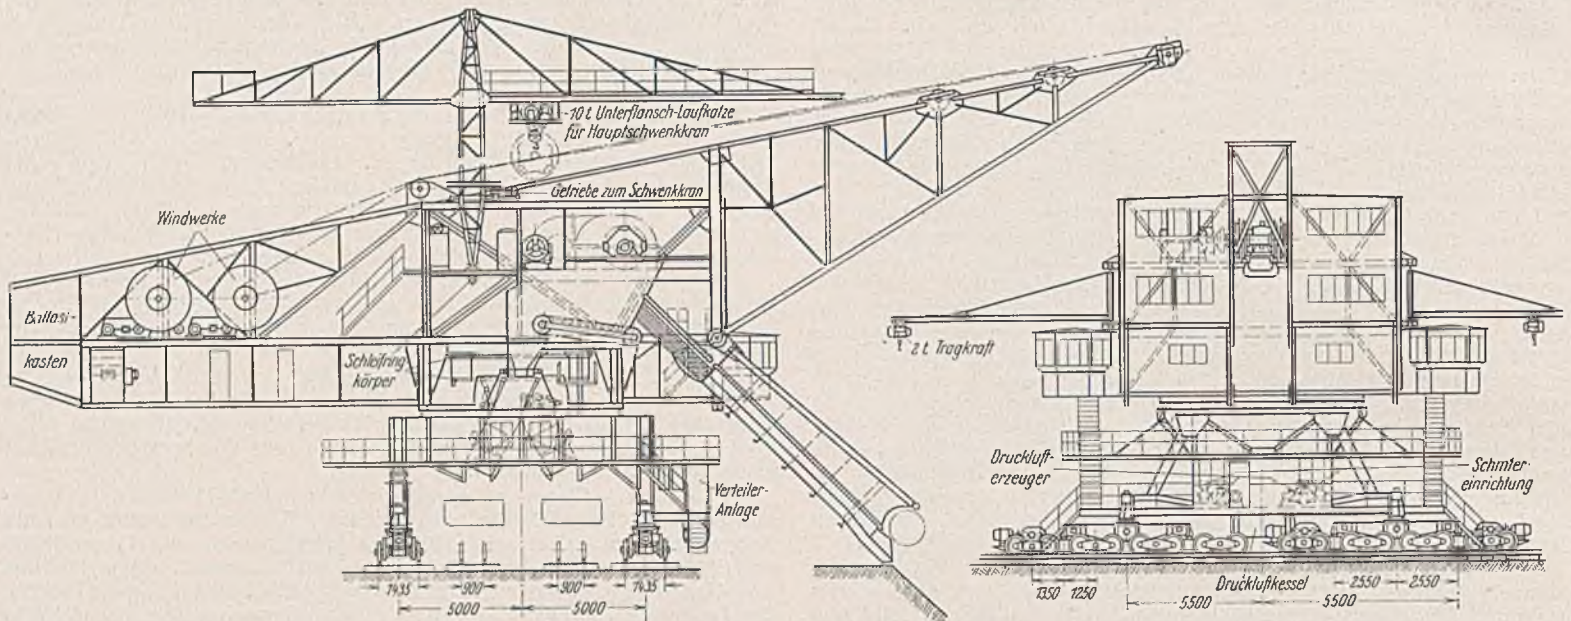 10 t Unterflansch-Laufkatze
für Hauptschwenkkran
Getriebe zum Schwenkkran
Windwerke
Ballast-
kasten
Schleifring
körper
Verteiler-
Anlage
1435
900
900
1435
5000
5000
2 t Tragkraft
Druckluft-
erzeuger
Schmier-
einrichtung
1350
1250
Druckluftkessel
2550
2550
5500
5500